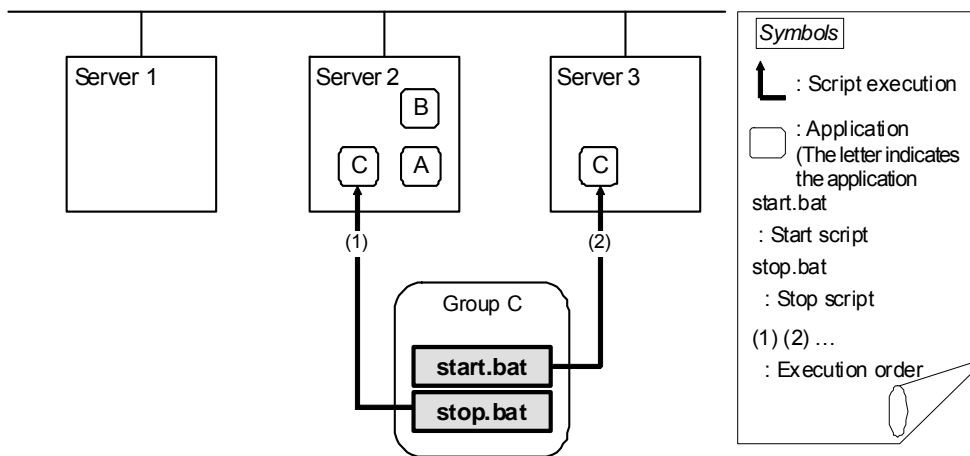 Server 1
Server 2
B
C
A
Server 3
C
(1)
(2)
Group C
start.bat
stop.bat
Symbols
: Script execution
: Application
(The letter indicates
the application
start.bat
: Start script
stop.bat
: Stop script
(1) (2) …
: Execution order